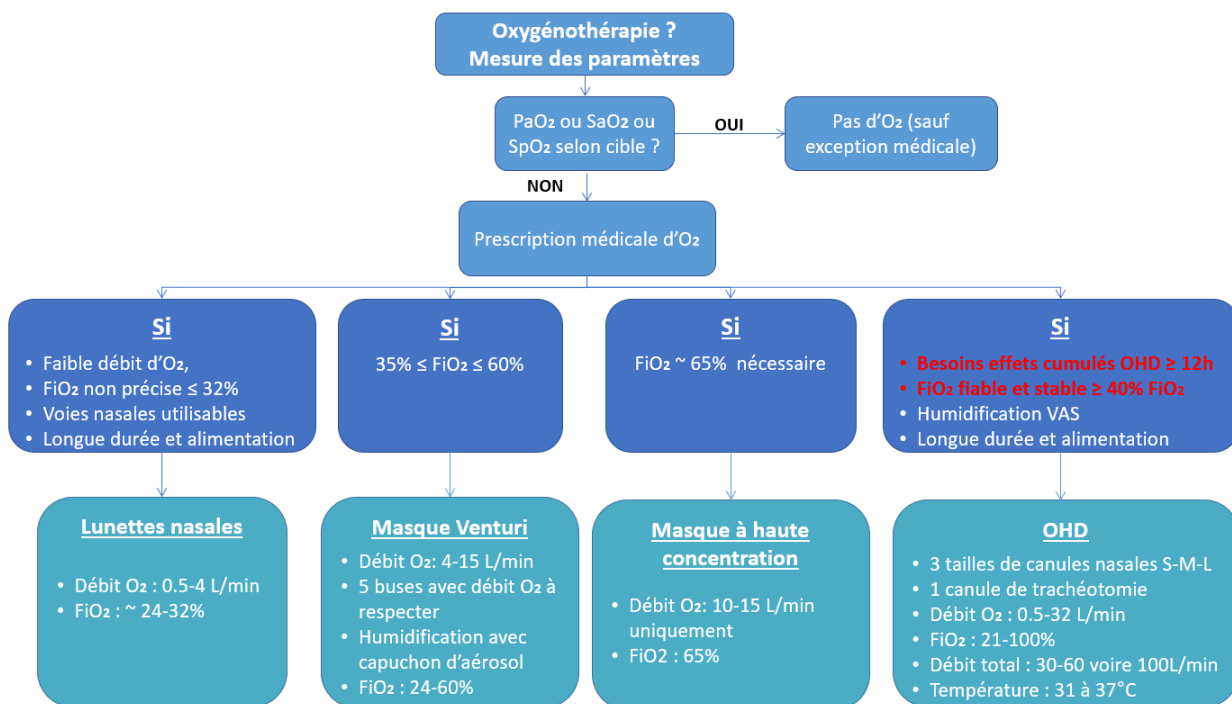 Oxygénothérapie ?
Mesure des paramètres
PaO₂ ou SaO₂ ou
SpO₂ selon cible ?
OUI
Pas d'O₂ (sauf
exception médicale)
NON
Prescription médicale d'O₂
Si
• Faible débit d'O₂,
• FiO₂ non précise ≤ 32%
• Voies nasales utilisables
• Longue durée et alimentation
Si
35% ≤ FiO₂ ≤ 60%
Si
FiO₂ ~ 65% nécessaire
Si
• Besoins effets cumulés OHD ≥ 12h
• FiO₂ fiable et stable ≥ 40% FiO₂
• Humidification VAS
• Longue durée et alimentation
Lunettes nasales
• Débit O₂ : 0.5-4 L/min
• FiO₂ : ~ 24-32%
Masque Venturi
• Débit O₂: 4-15 L/min
• 5 buses avec débit O₂ à
respecter
• Humidification avec
capuchon d'aérosol
• FiO₂ : 24-60%
Masque à haute
concentration
• Débit O₂: 10-15 L/min
uniquement
• FiO2 : 65%
OHD
• 3 tailles de canules nasales S-M-L
• 1 canule de trachéotomie
• Débit O₂ : 0.5-32 L/min
• FiO₂ : 21-100%
• Débit total : 30-60 voire 100L/min
• Température : 31 à 37°C